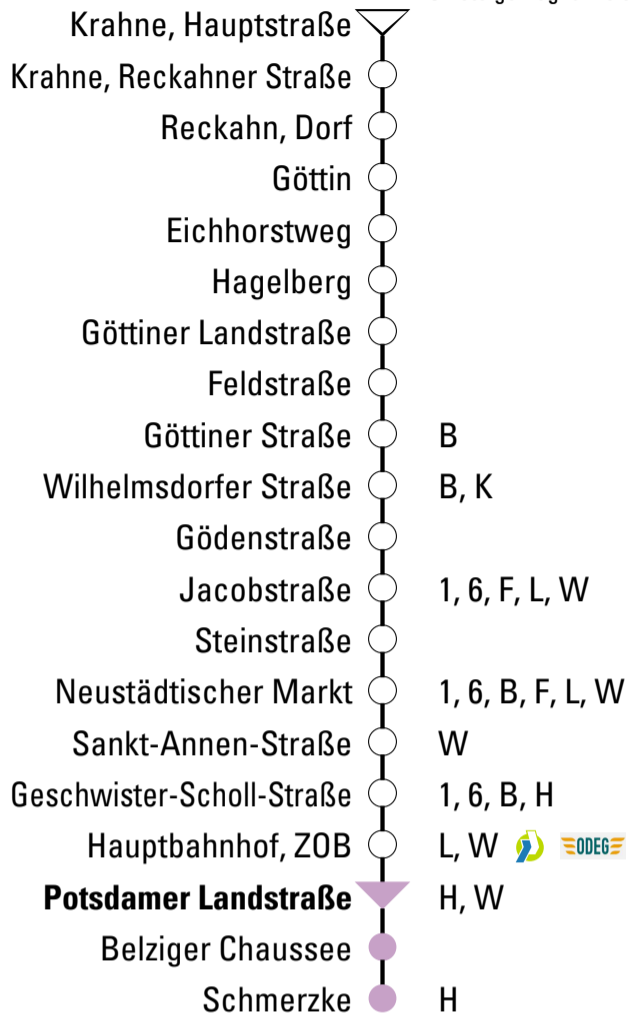 Krahne, Hauptstraße
Krahne, Reckahner Straße
Reckahn, Dorf
Göttin
Eichhorstweg
Hagelberg
Göttiner Landstraße
Feldstraße
Göttiner Straße B
Wilhelmsdorfer Straße B, K
Gödenstraße
Jacobstraße 1, 6, F, L, W
Steinstraße
Neustädtischer Markt 1, 6, B, F, L, W
Sankt-Annen-Straße W
Geschwister-Scholl-Straße 1, 6, B, H
Hauptbahnhof, ZOB L, W ODEG
Potsdamer Landstraße H, W
Belziger Chaussee
Schmerzke H